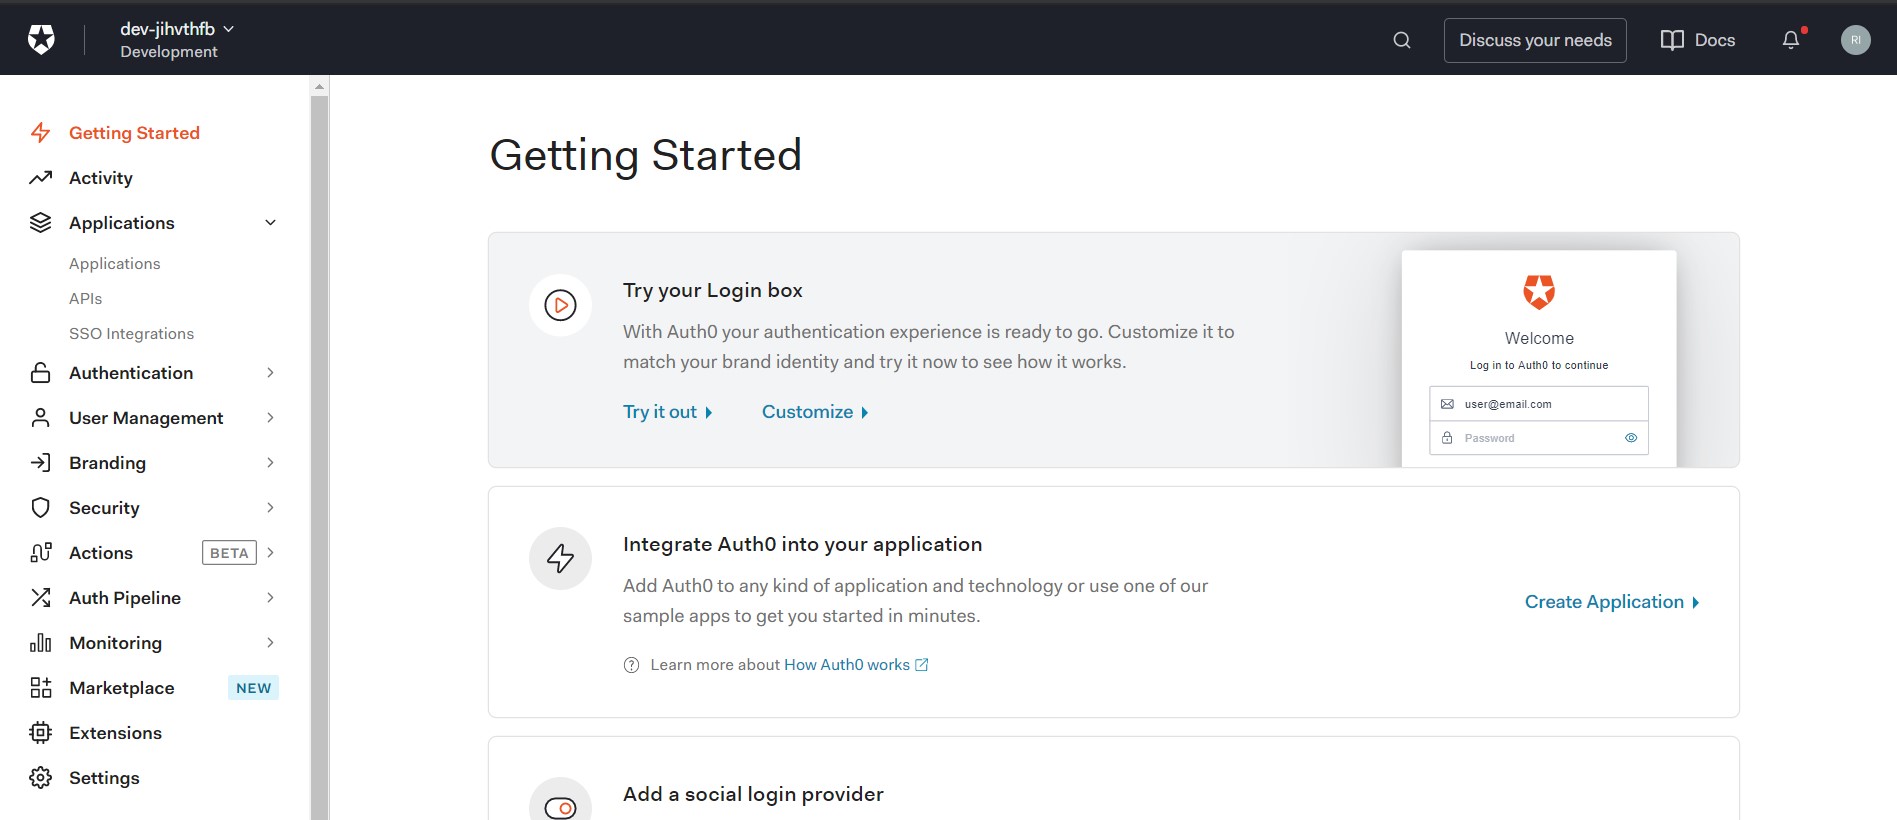 dev-jihvthfb
Development
Discuss your needs
Docs
RI
Getting Started
Activity
Applications
Applications
APIs
SSO Integrations
Authentication
User Management
Branding
Security
Actions BETA
Auth Pipeline
Monitoring
Marketplace NEW
Extensions
Settings
Getting Started
Try your Login box
With Auth0 your authentication experience is ready to go. Customize it to
match your brand identity and try it now to see how it works.
Try it out Customize
Welcome
Log in to Auth0 to continue
user@email.com
Password
Integrate Auth0 into your application
Add Auth0 to any kind of application and technology or use one of our
sample apps to get you started in minutes.
Create Application
Learn more about How Auth0 works
Add a social login provider